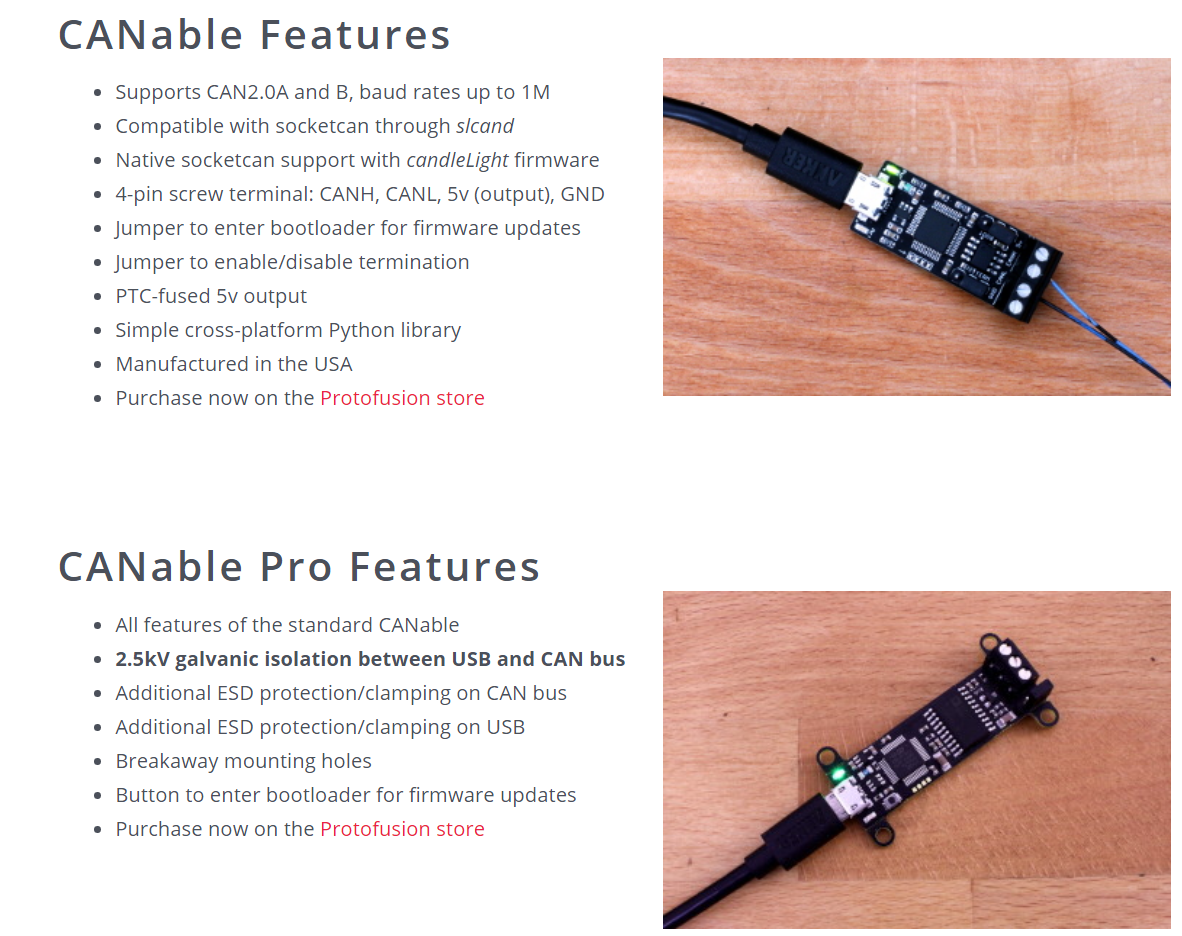 CANable Features
Supports CAN2.0A and B, baud rates up to 1M
Compatible with socketcan through slcand
Native socketcan support with candleLight firmware
4-pin screw terminal: CANH, CANL, 5v (output), GND
Jumper to enter bootloader for firmware updates
Jumper to enable/disable termination
PTC-fused 5v output
Simple cross-platform Python library
Manufactured in the USA
Purchase now on the Protofusion store
ANKER
CANable Pro Features
All features of the standard CANable
2.5kV galvanic isolation between USB and CAN bus
Additional ESD protection/clamping on CAN bus
Additional ESD protection/clamping on USB
Breakaway mounting holes
Button to enter bootloader for firmware updates
Purchase now on the Protofusion store